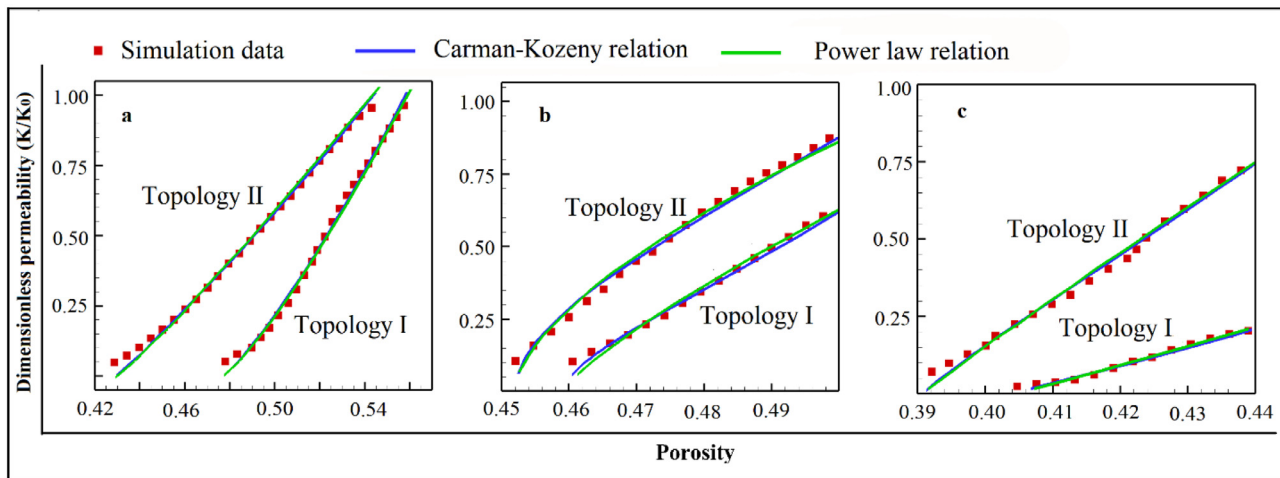 Simulation data
Carman-Kozeny relation
Power law relation
Dimensionless permeability (K/Ko)
1.00
0.75
0.50
0.25
a
Topology II
Topology I
0.42
0.46
0.50
0.54
1.00
0.75
0.50
0.25
b
Topology II
Topology I
0.45
0.46
0.47
0.48
0.49
1.00
0.75
0.50
0.25
c
Topology II
Topology I
0.39
0.40
0.41
0.42
0.43
0.44
Porosity